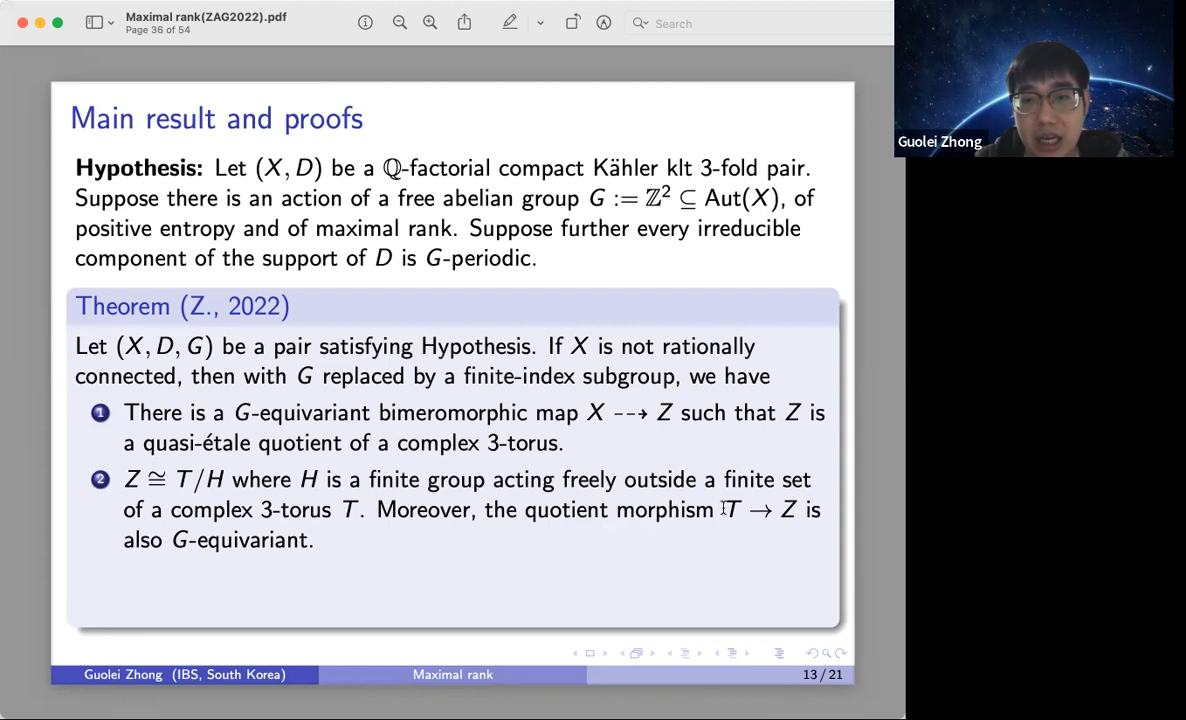 Maximal rank(ZAG2022).pdf
Page 36 of 54
Search
Guolei Zhong
Main result and proofs
Hypothesis: Let (X, D) be a ℚ-factorial compact Kähler klt 3-fold pair.
Suppose there is an action of a free abelian group G := ℤ² ⊆ Aut(X), of
positive entropy and of maximal rank. Suppose further every irreducible
component of the support of D is G-periodic.
Theorem (Z., 2022)
Let (X, D, G) be a pair satisfying Hypothesis. If X is not rationally
connected, then with G replaced by a finite-index subgroup, we have
1 There is a G-equivariant bimeromorphic map X ⇢ Z such that Z is
a quasi-étale quotient of a complex 3-torus.
2 Z ≅ T/H where H is a finite group acting freely outside a finite set
of a complex 3-torus T. Moreover, the quotient morphism T → Z is
also G-equivariant.
Guolei Zhong (IBS, South Korea) Maximal rank 13 / 21